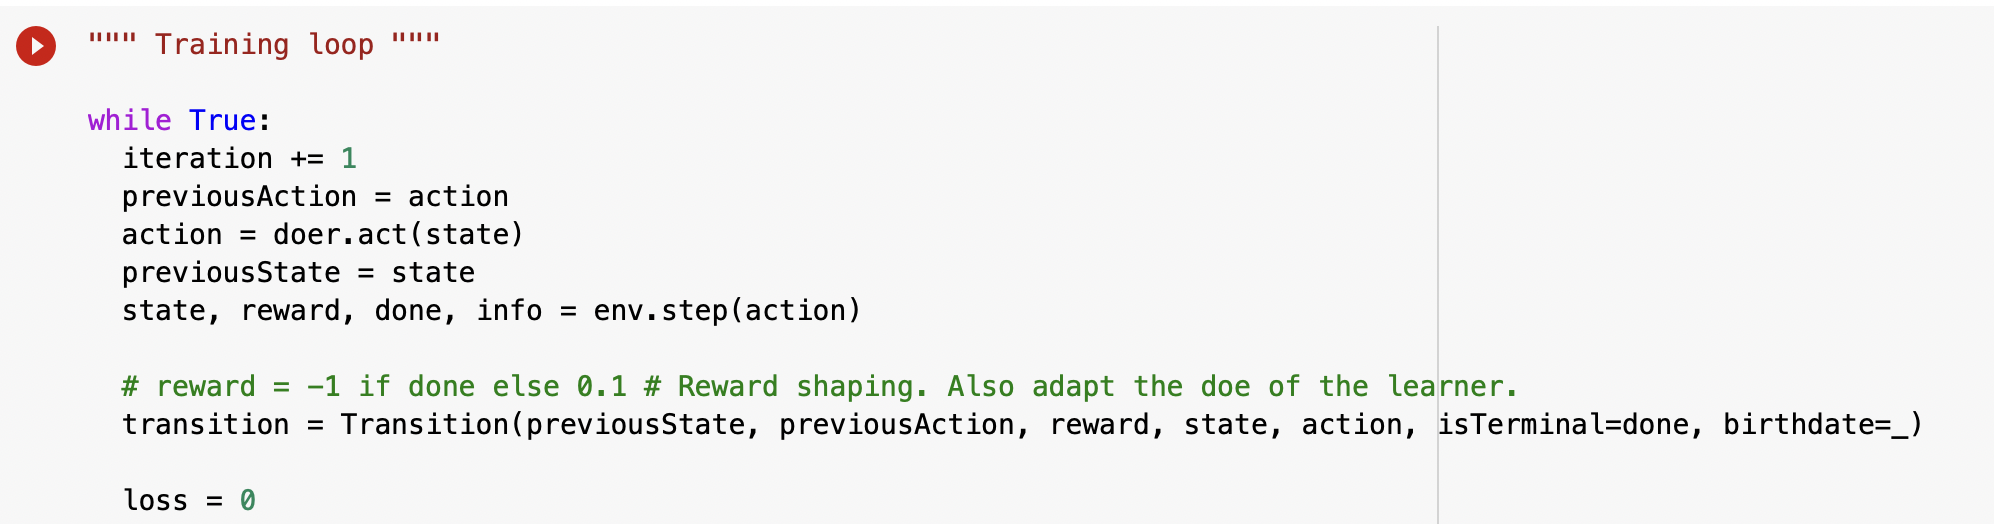 """ Training loop """
while True:
  iteration += 1
  previousAction = action
  action = doer.act(state)
  previousState = state
  state, reward, done, info = env.step(action)
  # reward = -1 if done else 0.1 # Reward shaping. Also adapt the doe of the learner.
  transition = Transition(previousState, previousAction, reward, state, action, isTerminal=done, birthdate=_)
  loss = 0